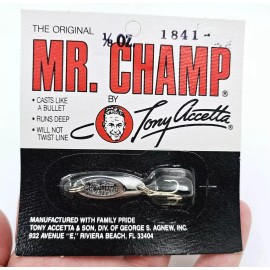 THE ORIGINAL
1/8 OZ 1841-
MR. CHAMP®
• CASTS LIKE
A BULLET
• RUNS DEEP
• WILL NOT
TWIST LINE
BY
Tony Accetta®
MANUFACTURED WITH FAMILY PRIDE
TONY ACCETTA & SON, DIV. OF GEORGE S. AGNEW, INC.
932 AVENUE "E," RIVIERA BEACH, FL 33404